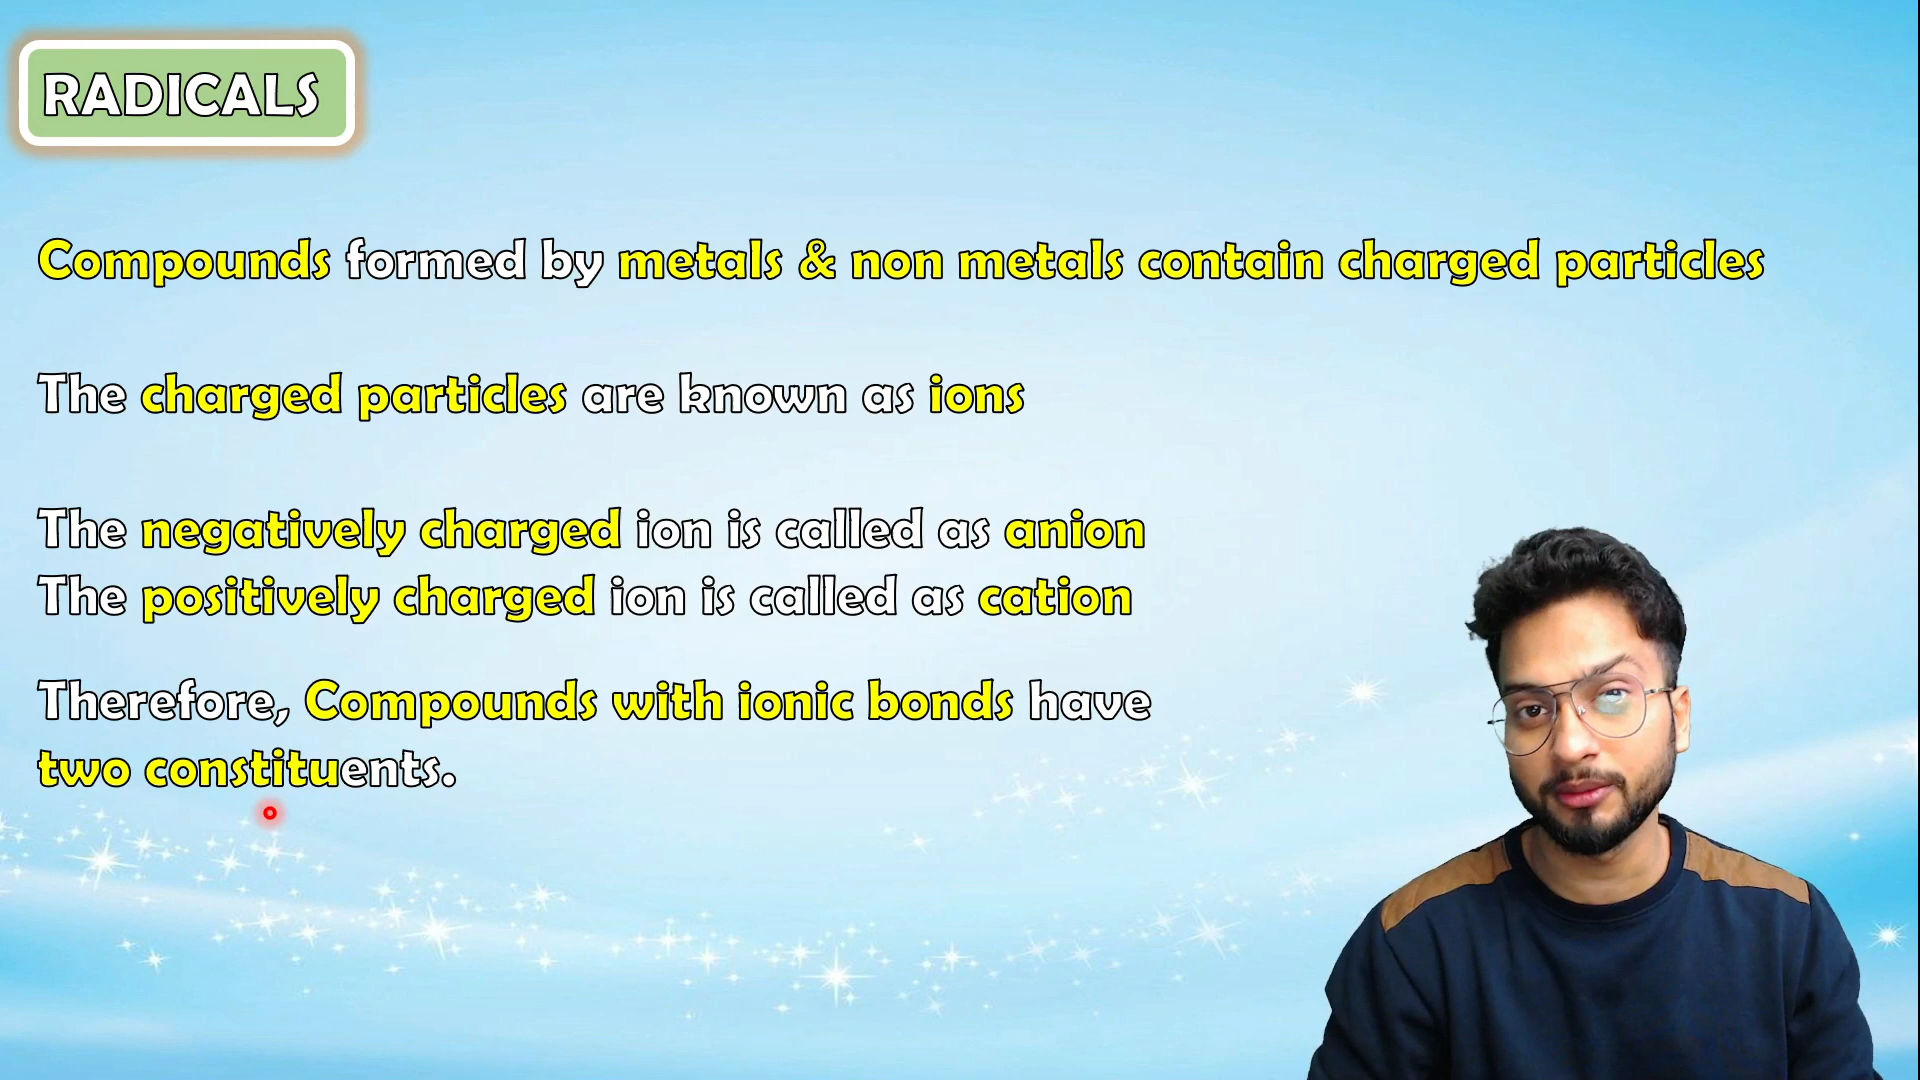 RADICALS
Compounds formed by metals & non metals contain charged particles
The charged particles are known as ions
The negatively charged ion is called as anion
The positively charged ion is called as cation
Therefore, Compounds with ionic bonds have
two constituents.